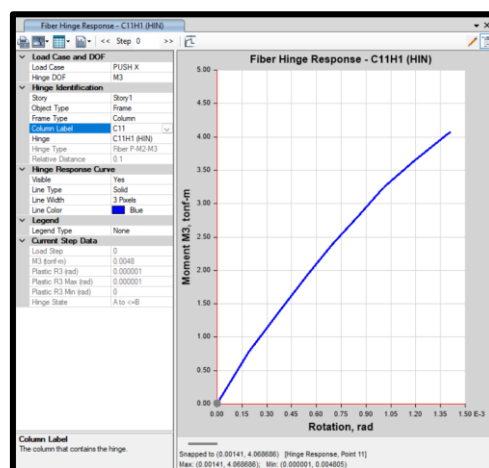 Fiber Hinge Response - C11H1 (HIN)
<< Step 0 >>
Load Case and DOF
Load Case PUSH X
Hinge DOF M3
Hinge Identification
Story Story1
Object Type Frame
Frame Type Column
Column Label C11
Hinge C11H1 (HIN)
Hinge Type Fiber P-M2-M3
Relative Distance 0.1
Hinge Response Curve
Visible Yes
Line Type Solid
Line Width 3 Pixels
Line Color Blue
Legend
Legend Type None
Current Step Data
Load Step 0
M3 (tonf-m) 0.0048
Plastic R3 (rad) 0.000001
Plastic R3 Max (rad) 0.000001
Plastic R3 Min (rad) 0
Hinge State A to <=B
Column Label
The column that contains the hinge.
Fiber Hinge Response - C11H1 (HIN)
5.00
4.50
4.00
3.50
3.00
2.50
2.00
1.50
1.00
0.50
0.00
Moment M3, tonf-m
0.00 0.15 0.30 0.45 0.60 0.75 0.90 1.05 1.20 1.35 1.50 E-3
Rotation, rad
Snapped to (0.00141, 4.068686) [Hinge Response, Point 11]
Max: (0.00141, 4.068686); Min: (0.000001, 0.004805)